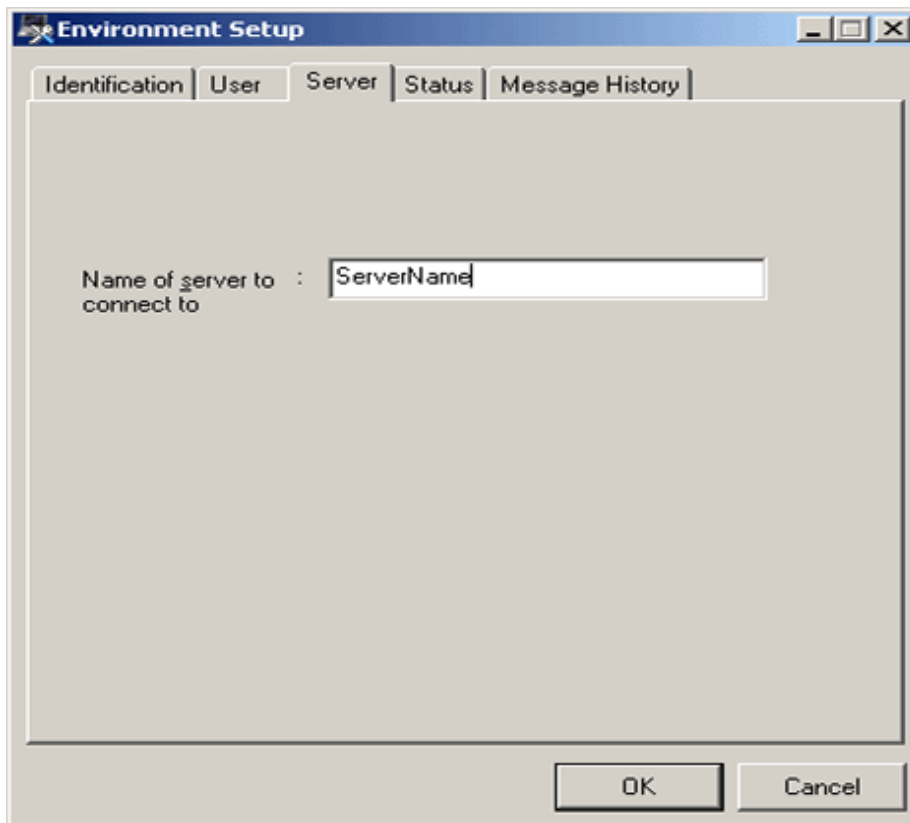 Environment Setup
Identification User Server Status Message History
Name of server to : ServerName
connect to
OK Cancel